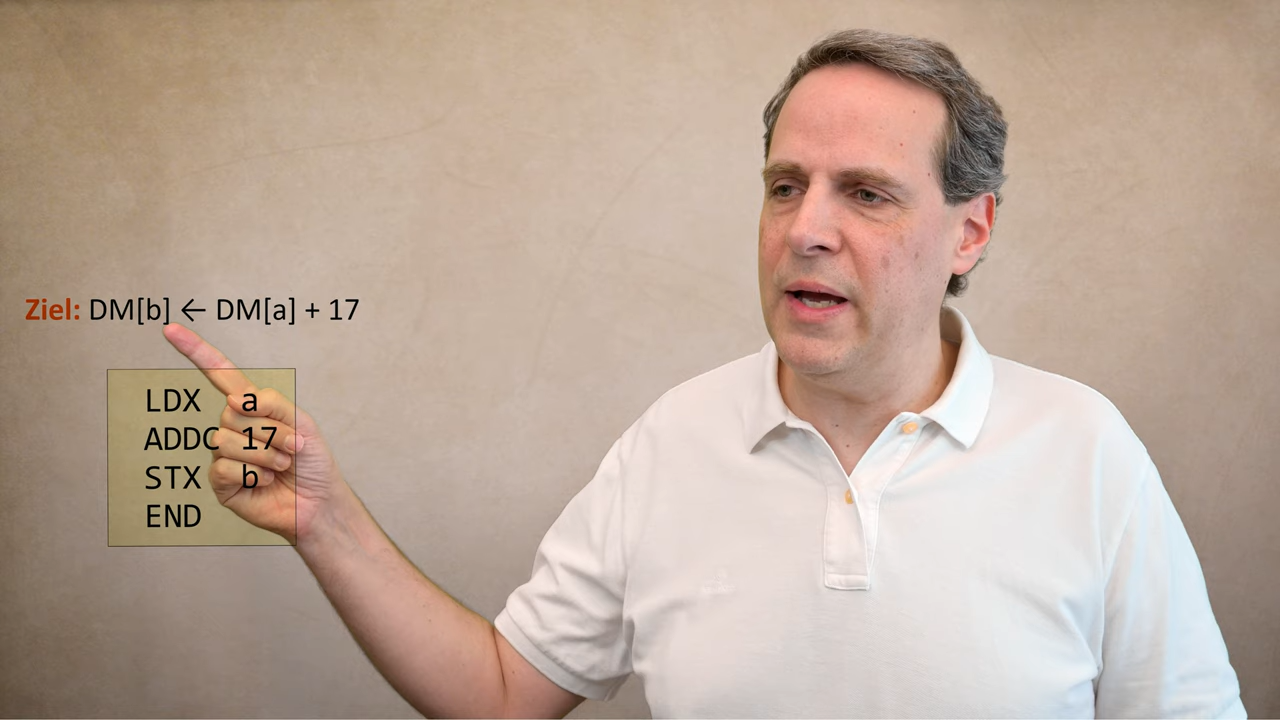 Ziel: DM[b] ← DM[a] + 17
LDX a
ADDC 17
STX b
END